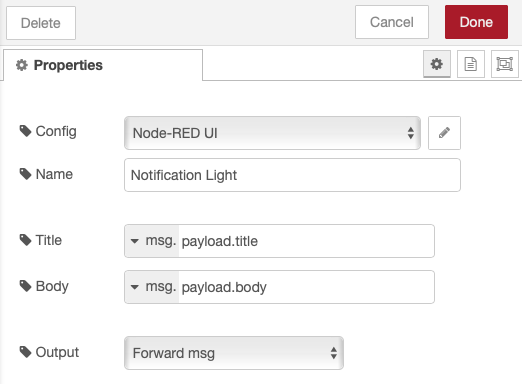 Delete
Cancel
Done
Properties
Config
Node-RED UI
Name
Notification Light
Title
msg. payload.title
Body
msg. payload.body
Output
Forward msg